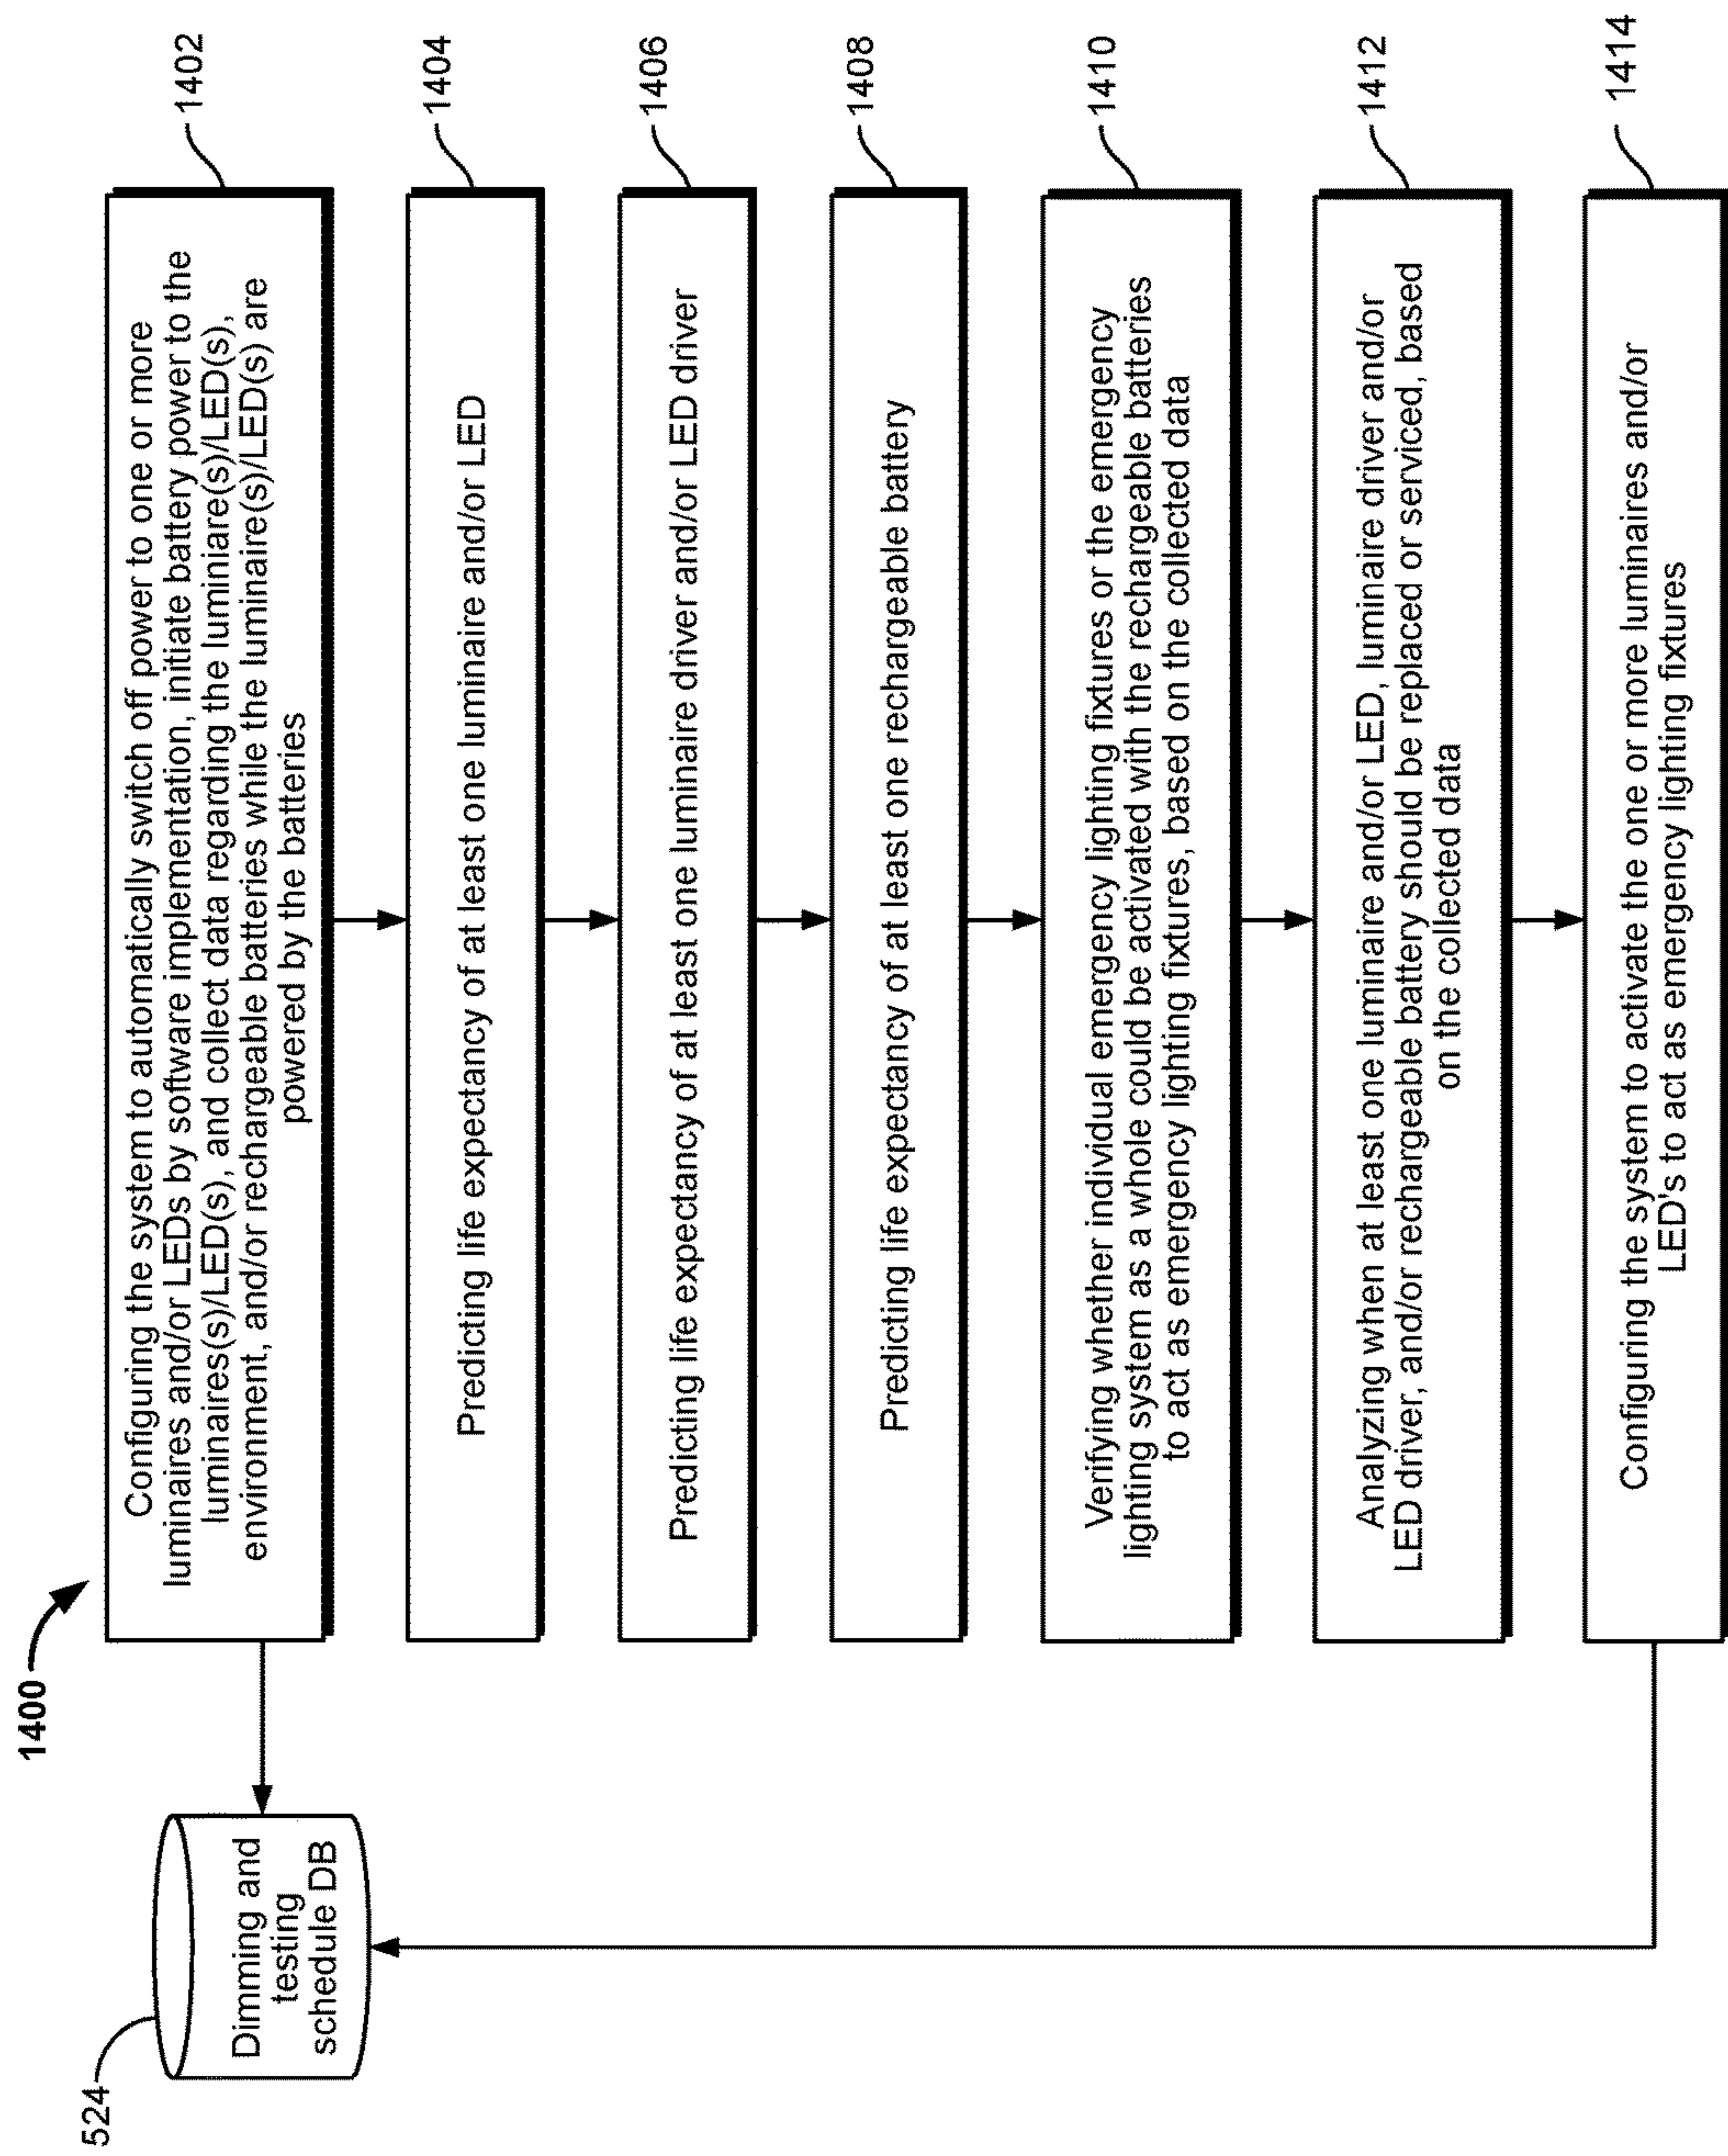 1400
524
Dimming and
testing
schedule DB
Configuring the system to automatically switch off power to one or more
luminaires and/or LEDs by software implementation, initiate battery power to the
luminaires(s)/LED(s), and collect data regarding the luminiare(s)/LED(s),
environment, and/or rechargeable batteries while the luminaire(s)/LED(s) are
powered by the batteries
1402
Predicting life expectancy of at least one luminaire and/or LED
1404
Predicting life expectancy of at least one luminaire driver and/or LED driver
1406
Predicting life expectancy of at least one rechargeable battery
1408
Verifying whether individual emergency lighting fixtures or the emergency
lighting system as a whole could be activated with the rechargeable batteries
to act as emergency lighting fixtures, based on the collected data
1410
Analyzing when at least one luminaire and/or LED, luminaire driver and/or
LED driver, and/or rechargeable battery should be replaced or serviced, based
on the collected data
1412
Configuring the system to activate the one or more luminaires and/or
LED's to act as emergency lighting fixtures
1414